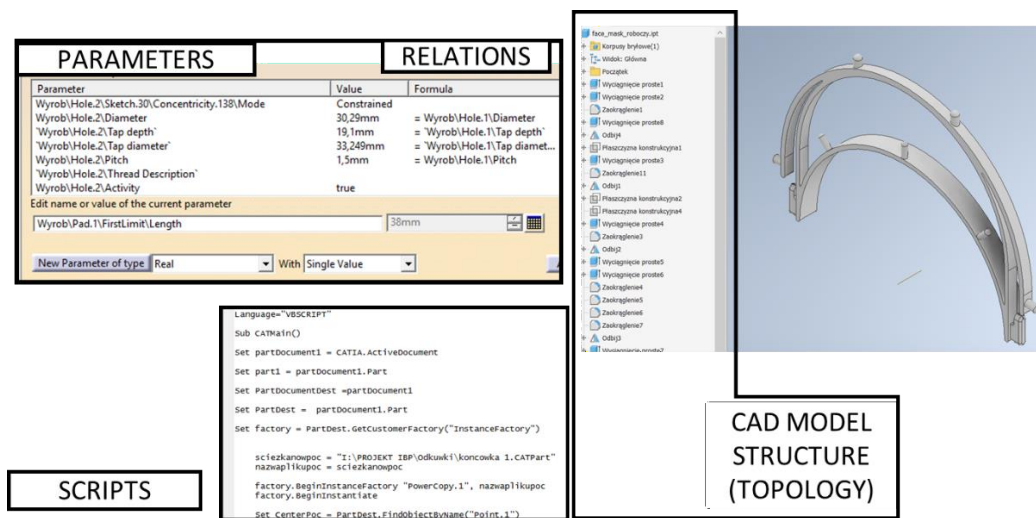 PARAMETERS
RELATIONS
Parameter Value Formula
Wyrob\Hole.2\Sketch.30\Concentricity.138\Mode Constrained
Wyrob\Hole.2\Diameter 30,29mm = Wyrob\Hole.1\Diameter
`Wyrob\Hole.2\Tap depth` 19,1mm = `Wyrob\Hole.1\Tap depth`
`Wyrob\Hole.2\Tap diameter` 33,249mm = `Wyrob\Hole.1\Tap diamet...
Wyrob\Hole.2\Pitch 1,5mm = Wyrob\Hole.1\Pitch
`Wyrob\Hole.2\Thread Description`
Wyrob\Hole.2\Activity true
Edit name or value of the current parameter
Wyrob\Pad.1\FirstLimit\Length 38mm
New Parameter of type Real With Single Value
Language="VBSCRIPT"
Sub CATMain()
Set partDocument1 = CATIA.ActiveDocument
Set part1 = partDocument1.Part
Set PartDocumentDest =partDocument1
Set PartDest = partDocument1.Part
Set factory = PartDest.GetCustomerFactory("InstanceFactory")
sciezkanowpoc = "I:\PROJEKT IBP\Odkuwki\koncowka 1.CATPart"
nazwaplikupoc = sciezkanowpoc
factory.BeginInstanceFactory "PowerCopy.1", nazwaplikupoc
factory.BeginInstantiate
Set CenterPoc = PartDest.FindObjectByName("Point.1")
SCRIPTS
face_mask_roboczy.ipt
Korpusy bryłowe(1)
Widok: Główna
Początek
Wyciągnięcie proste1
Wyciągnięcie proste2
Zaokrąglenie1
Wyciągnięcie proste8
Odbij4
Płaszczyzna konstrukcyjna1
Wyciągnięcie proste3
Zaokrąglenie11
Odbij1
Płaszczyzna konstrukcyjna2
Płaszczyzna konstrukcyjna4
Wyciągnięcie proste4
Zaokrąglenie3
Odbij2
Wyciągnięcie proste5
Wyciągnięcie proste6
Zaokrąglenie4
Zaokrąglenie5
Zaokrąglenie6
Zaokrąglenie7
Odbij3
Wyciągnięcie proste7
CAD MODEL
STRUCTURE
(TOPOLOGY)